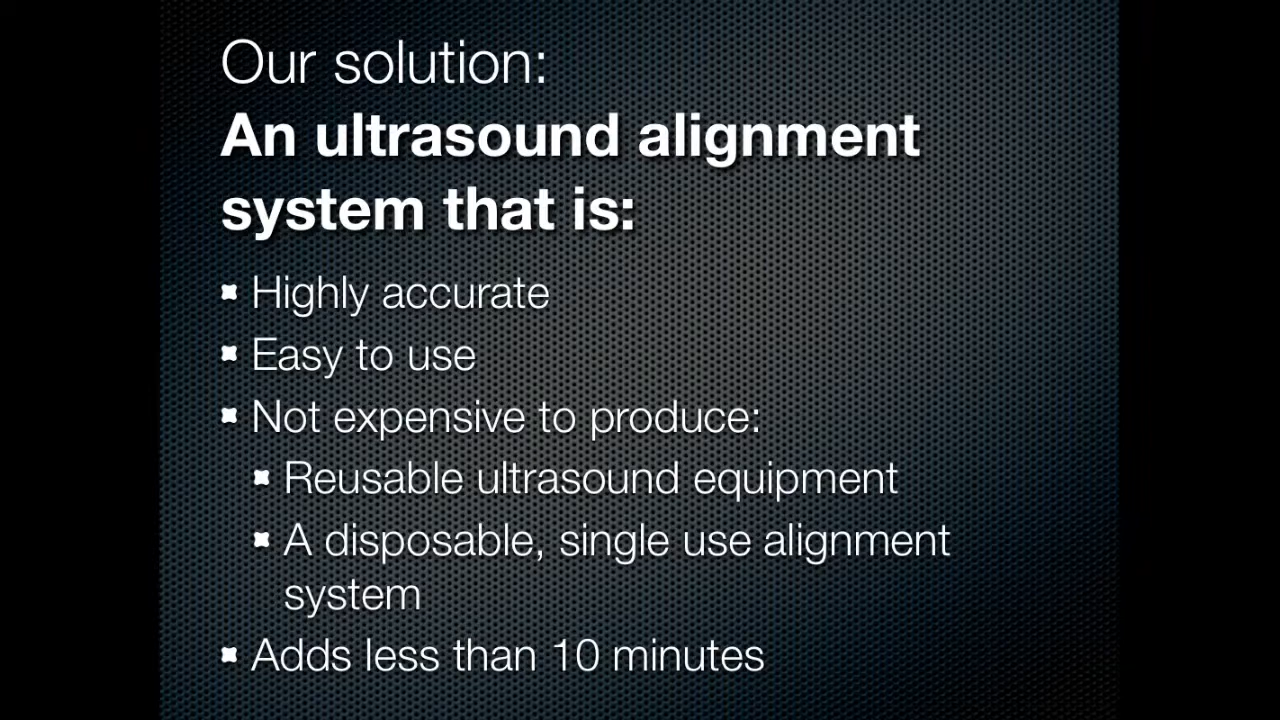 Our solution:
An ultrasound alignment
system that is:
Highly accurate
Easy to use
Not expensive to produce:
Reusable ultrasound equipment
A disposable, single use alignment
system
Adds less than 10 minutes